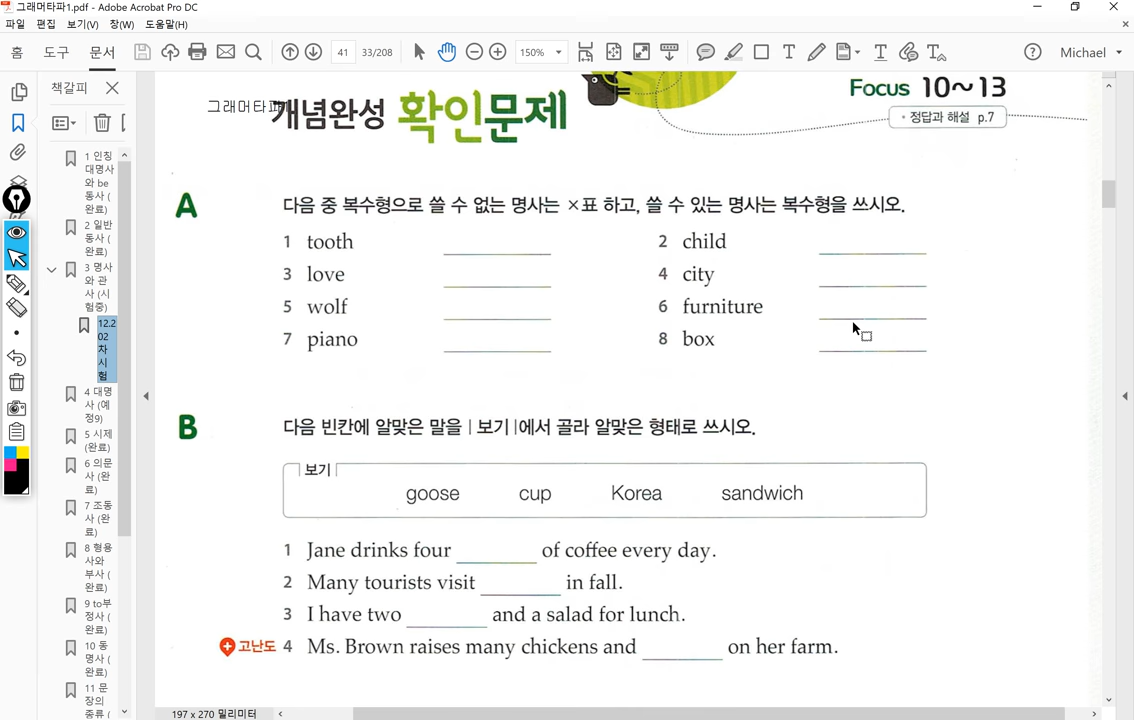 그래머타파1.pdf - Adobe Acrobat Pro DC
파일 편집 보기(V) 창(W) 도움말(H)
홈 도구 문서 41 33/208 150% Michael
책갈피
1 인칭
대명사
와 be
동사 (
완료)
2 일반
동사 (
완료)
3 명사
와 관
사 (시
험중)
12.2
02
차
시
험
4 대명
사 (예
정9)
5 시제
(완료)
6 의문
사 (완
료)
7 조동
사 (완
료)
8 형용
사와
부사 (
완료)
9 to부
정사 (
완료)
10 동
명사 (
완료)
11 문
장의
종류 (
그래머타파1
개념완성 확인문제
Focus 10~13
• 정답과 해설 p.7
A 다음 중 복수형으로 쓸 수 없는 명사는 ×표 하고, 쓸 수 있는 명사는 복수형을 쓰시오.
1 tooth 2 child
3 love 4 city
5 wolf 6 furniture
7 piano 8 box
B 다음 빈칸에 알맞은 말을 |보기|에서 골라 알맞은 형태로 쓰시오.
보기
goose cup Korea sandwich
1 Jane drinks four ________ of coffee every day.
2 Many tourists visit ________ in fall.
3 I have two ________ and a salad for lunch.
고난도 4 Ms. Brown raises many chickens and ________ on her farm.
197 x 270 밀리미터